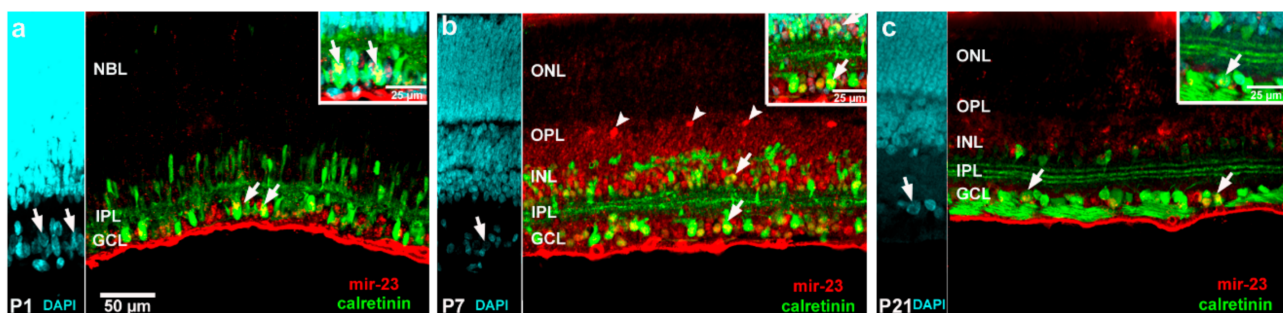 a
NBL
IPL
GCL
25 µm
P1 DAPI
50 µm
mir-23
calretinin
b
ONL
OPL
INL
IPL
GCL
25 µm
P7 DAPI
mir-23
calretinin
c
ONL
OPL
INL
IPL
GCL
25 µm
P21 DAPI
mir-23
calretinin